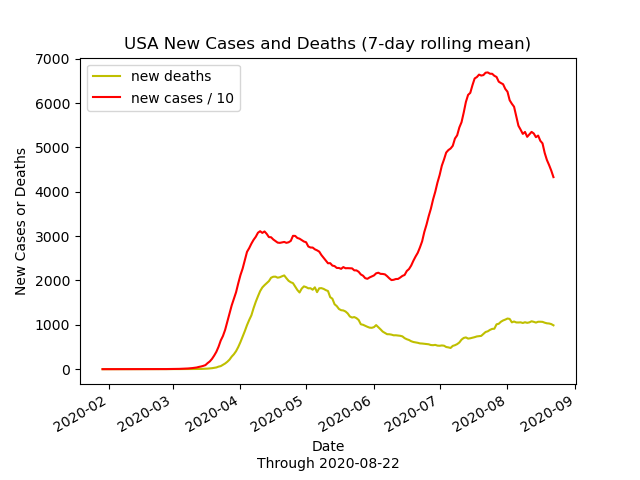 USA New Cases and Deaths (7-day rolling mean)
new deaths
new cases / 10
7000
6000
5000
4000
3000
2000
1000
0
New Cases or Deaths
2020-02
2020-03
2020-04
2020-05
2020-06
2020-07
2020-08
2020-09
Date
Through 2020-08-22